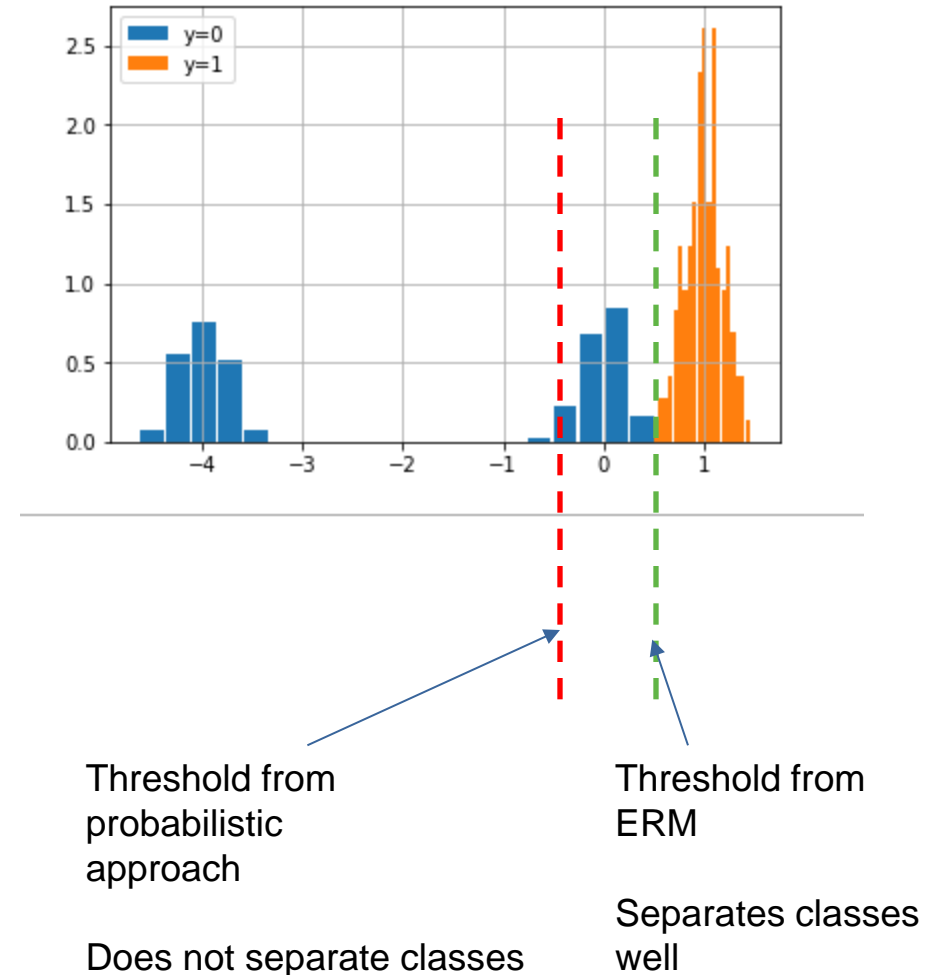 y=0
y=1
2.5
2.0
1.5
1.0
0.5
0.0
−4 −3 −2 −1 0 1
Threshold from
probabilistic
approach
Does not separate classes
Threshold from
ERM
Separates classes
well